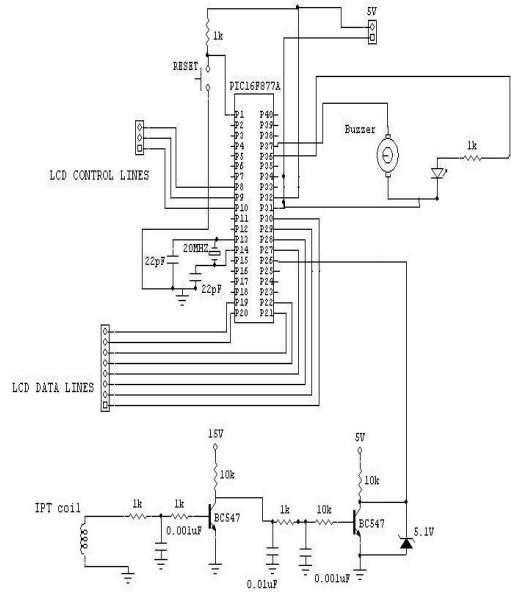 5V
1k
RESET
PIC16F877A
P1 P40
P2 P39
P3 P38
P4 P37
P5 P36
P6 P35
P7 P34
P8 P33
P9 P32
P10 P31
P11 P30
P12 P29
P13 P28
P14 P27
P15 P26
P16 P25
P17 P24
P18 P23
P19 P22
P20 P21
Buzzer
1k
LCD CONTROL LINES
20MHZ
22pF
22pF
LCD DATA LINES
15V
5V
10k
10k
IPT coil
1k
1k
BC547
0.001uF
1k
10k
BC547
5.1V
0.01uF
0.001uF